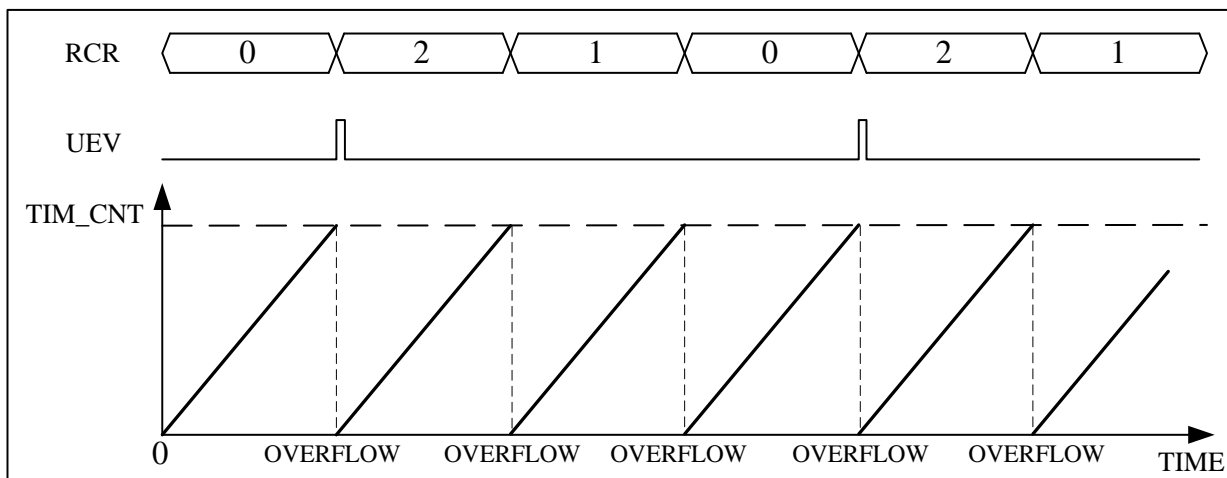 RCR 0 2 1 0 2 1
UEV
TIM_CNT
0 OVERFLOW OVERFLOW OVERFLOW OVERFLOW OVERFLOW TIME